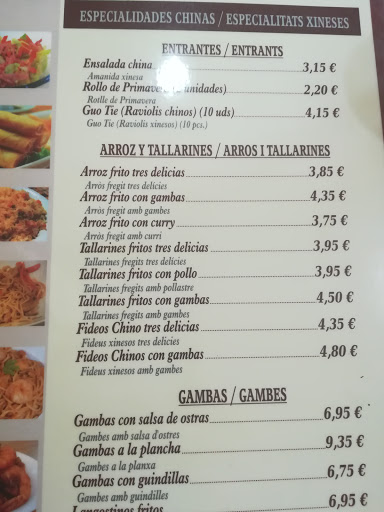 ESPECIALIDADES CHINAS / ESPECIALITATS XINESES
ENTRANTES / ENTRANTS
Ensalada china 3,15 €
Amanida xinesa
Rollo de Primavera unidades) 2,20 €
Rotlle de Primavera
Guo Tie (Raviolis chinos) (10 uds) 4,15 €
Guo Tie (Raviolis xinesos) (10 pcs.)
ARROZ Y TALLARINES / ARROS I TALLARINES
Arroz frito tres delicias 3,85 €
Arròs fregit tres delícies
Arroz frito con gambas 4,35 €
Arròs fregit amb gambes
Arroz frito con curry 3,75 €
Arròs fregit amb curri
Tallarines fritos tres delicias 3,95 €
Tallarines fregits tres delícies
Tallarines fritos con pollo 3,95 €
Tallarines fregits amb pollastre
Tallarines fritos con gambas 4,50 €
Tallarines fregits amb gambes
Fideos Chino tres delicias 4,35 €
Fideus xinesos tres delícies
Fideos Chinos con gambas 4,80 €
Fideus xinesos amb gambes
GAMBAS / GAMBES
Gambas con salsa de ostras 6,95 €
Gambes amb salsa d'ostres
Gambas a la plancha 9,35 €
Gambes a la planxa
Gambas con guindillas 6,75 €
Gambes amb guindilles
Langostinos fritos 6,95 €